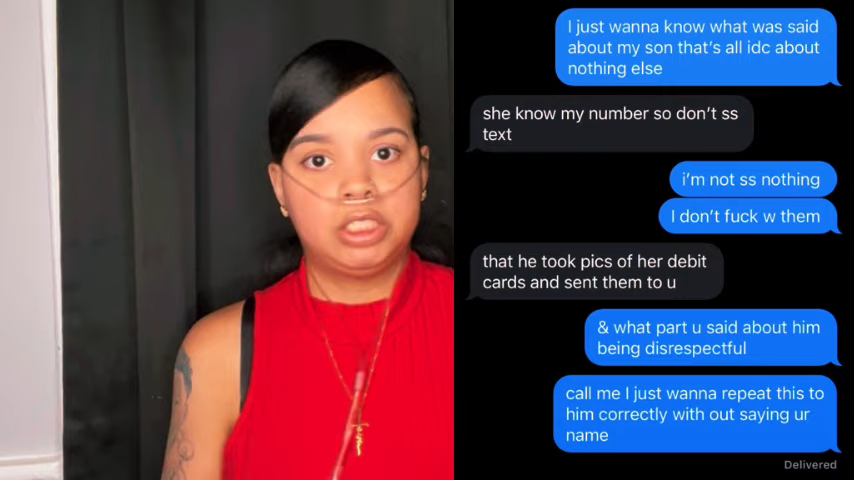 I just wanna know what was said
about my son that's all idc about
nothing else
she know my number so don't ss
text
i'm not ss nothing
I don't fuck w them
that he took pics of her debit
cards and sent them to u
& what part u said about him
being disrespectful
call me I just wanna repeat this to
him correctly with out saying ur
name
Delivered